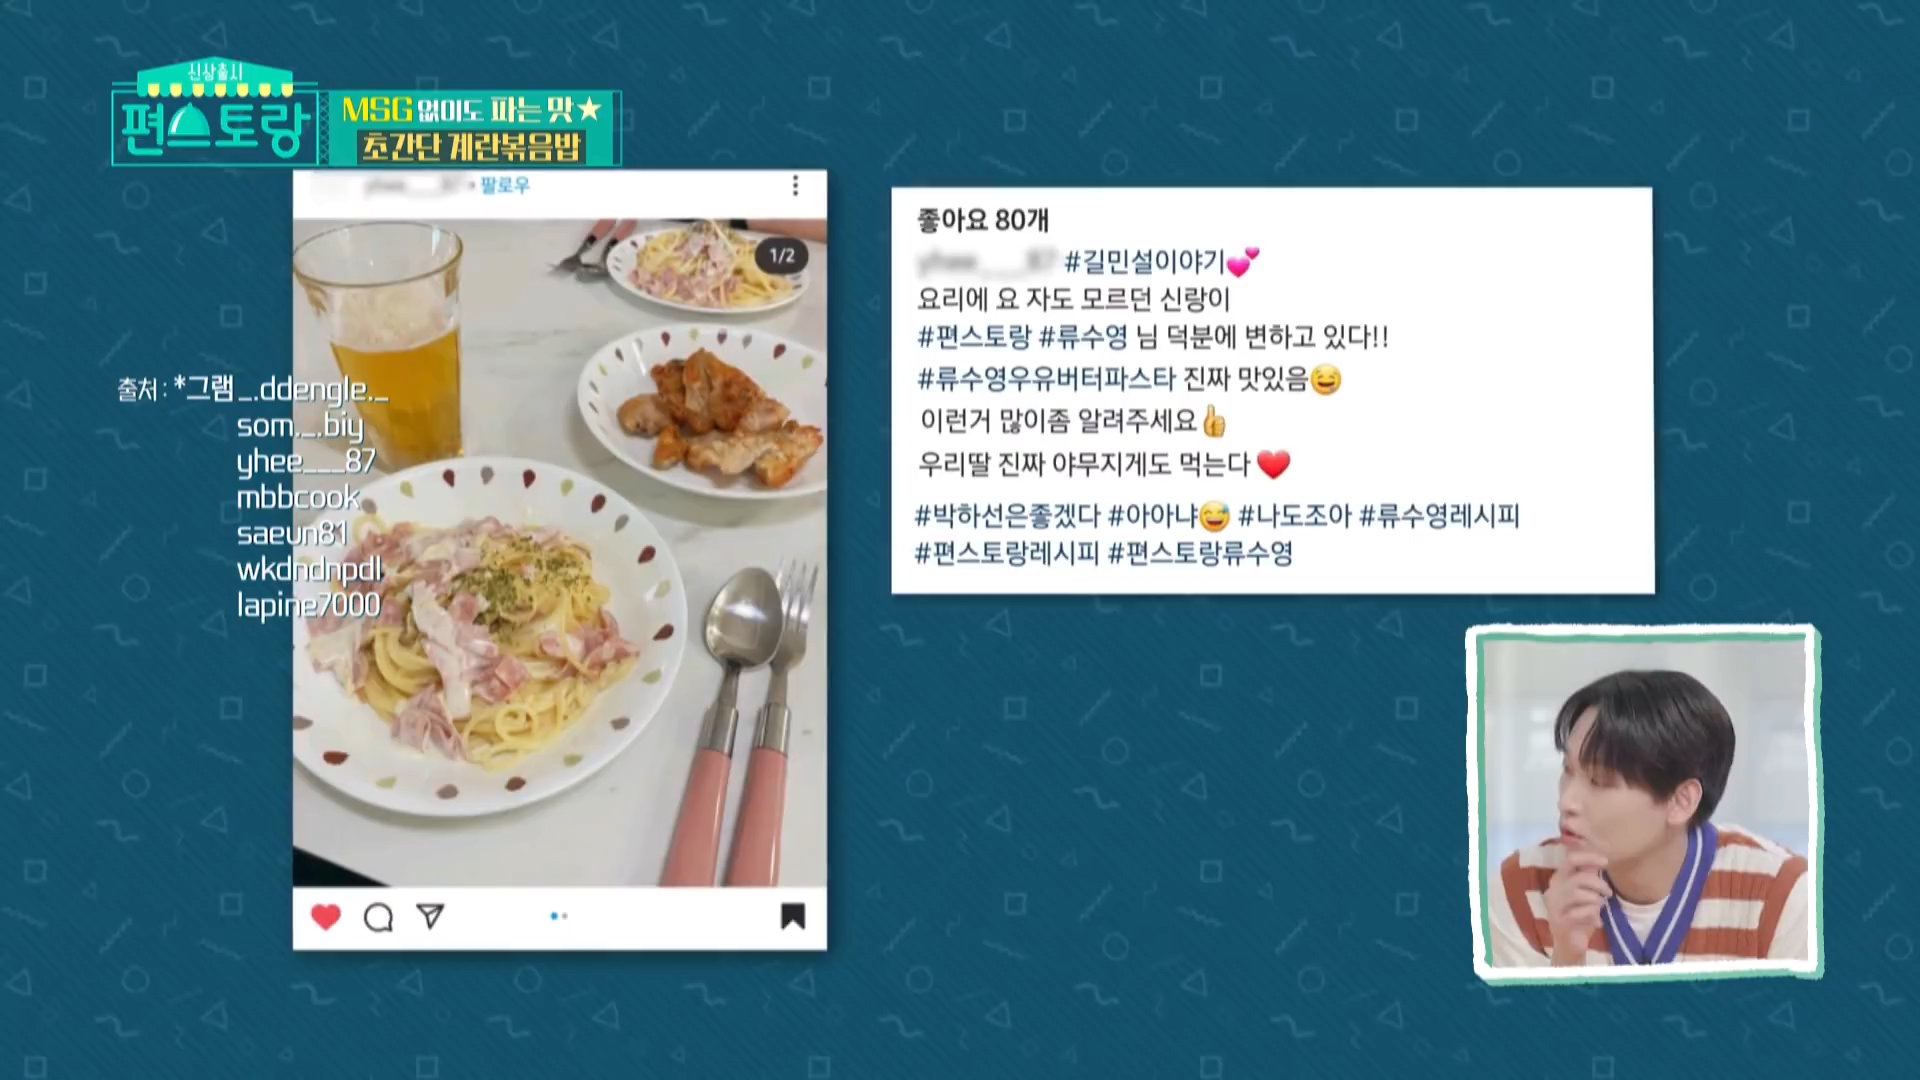 신상출시
편스토랑
MSG 없이도 파는 맛★
초간단 계란볶음밥
• 팔로우
1/2
출처 : *그램 _.ddengle._
som._.biy
yhee___87
mbbcook
saeun81
wkdndnpdl
lapine7000
좋아요 80개
#길민설이야기💕
요리에 요 자도 모르던 신랑이
#편스토랑 #류수영 님 덕분에 변하고 있다!!
#류수영우유버터파스타 진짜 맛있음😋
이런거 많이좀 알려주세요👍
우리딸 진짜 야무지게도 먹는다❤️
#박하선은좋겠다 #아아냐😅 #나도조아 #류수영레시피
#편스토랑레시피 #편스토랑류수영